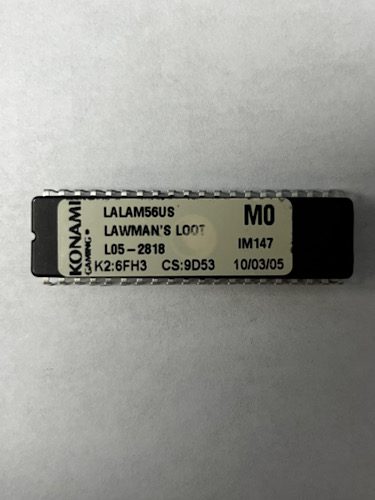 KONAMI
GAMING
LALAM56US M0
LAWMAN'S LOOT
L05-2818 IM147
K2:6FH3 CS:9D53 10/03/05